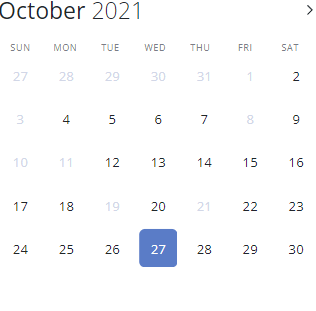 October 2021
SUN MON TUE WED THU FRI SAT
27 28 29 30 31 1 2
3 4 5 6 7 8 9
10 11 12 13 14 15 16
17 18 19 20 21 22 23
24 25 26 27 28 29 30